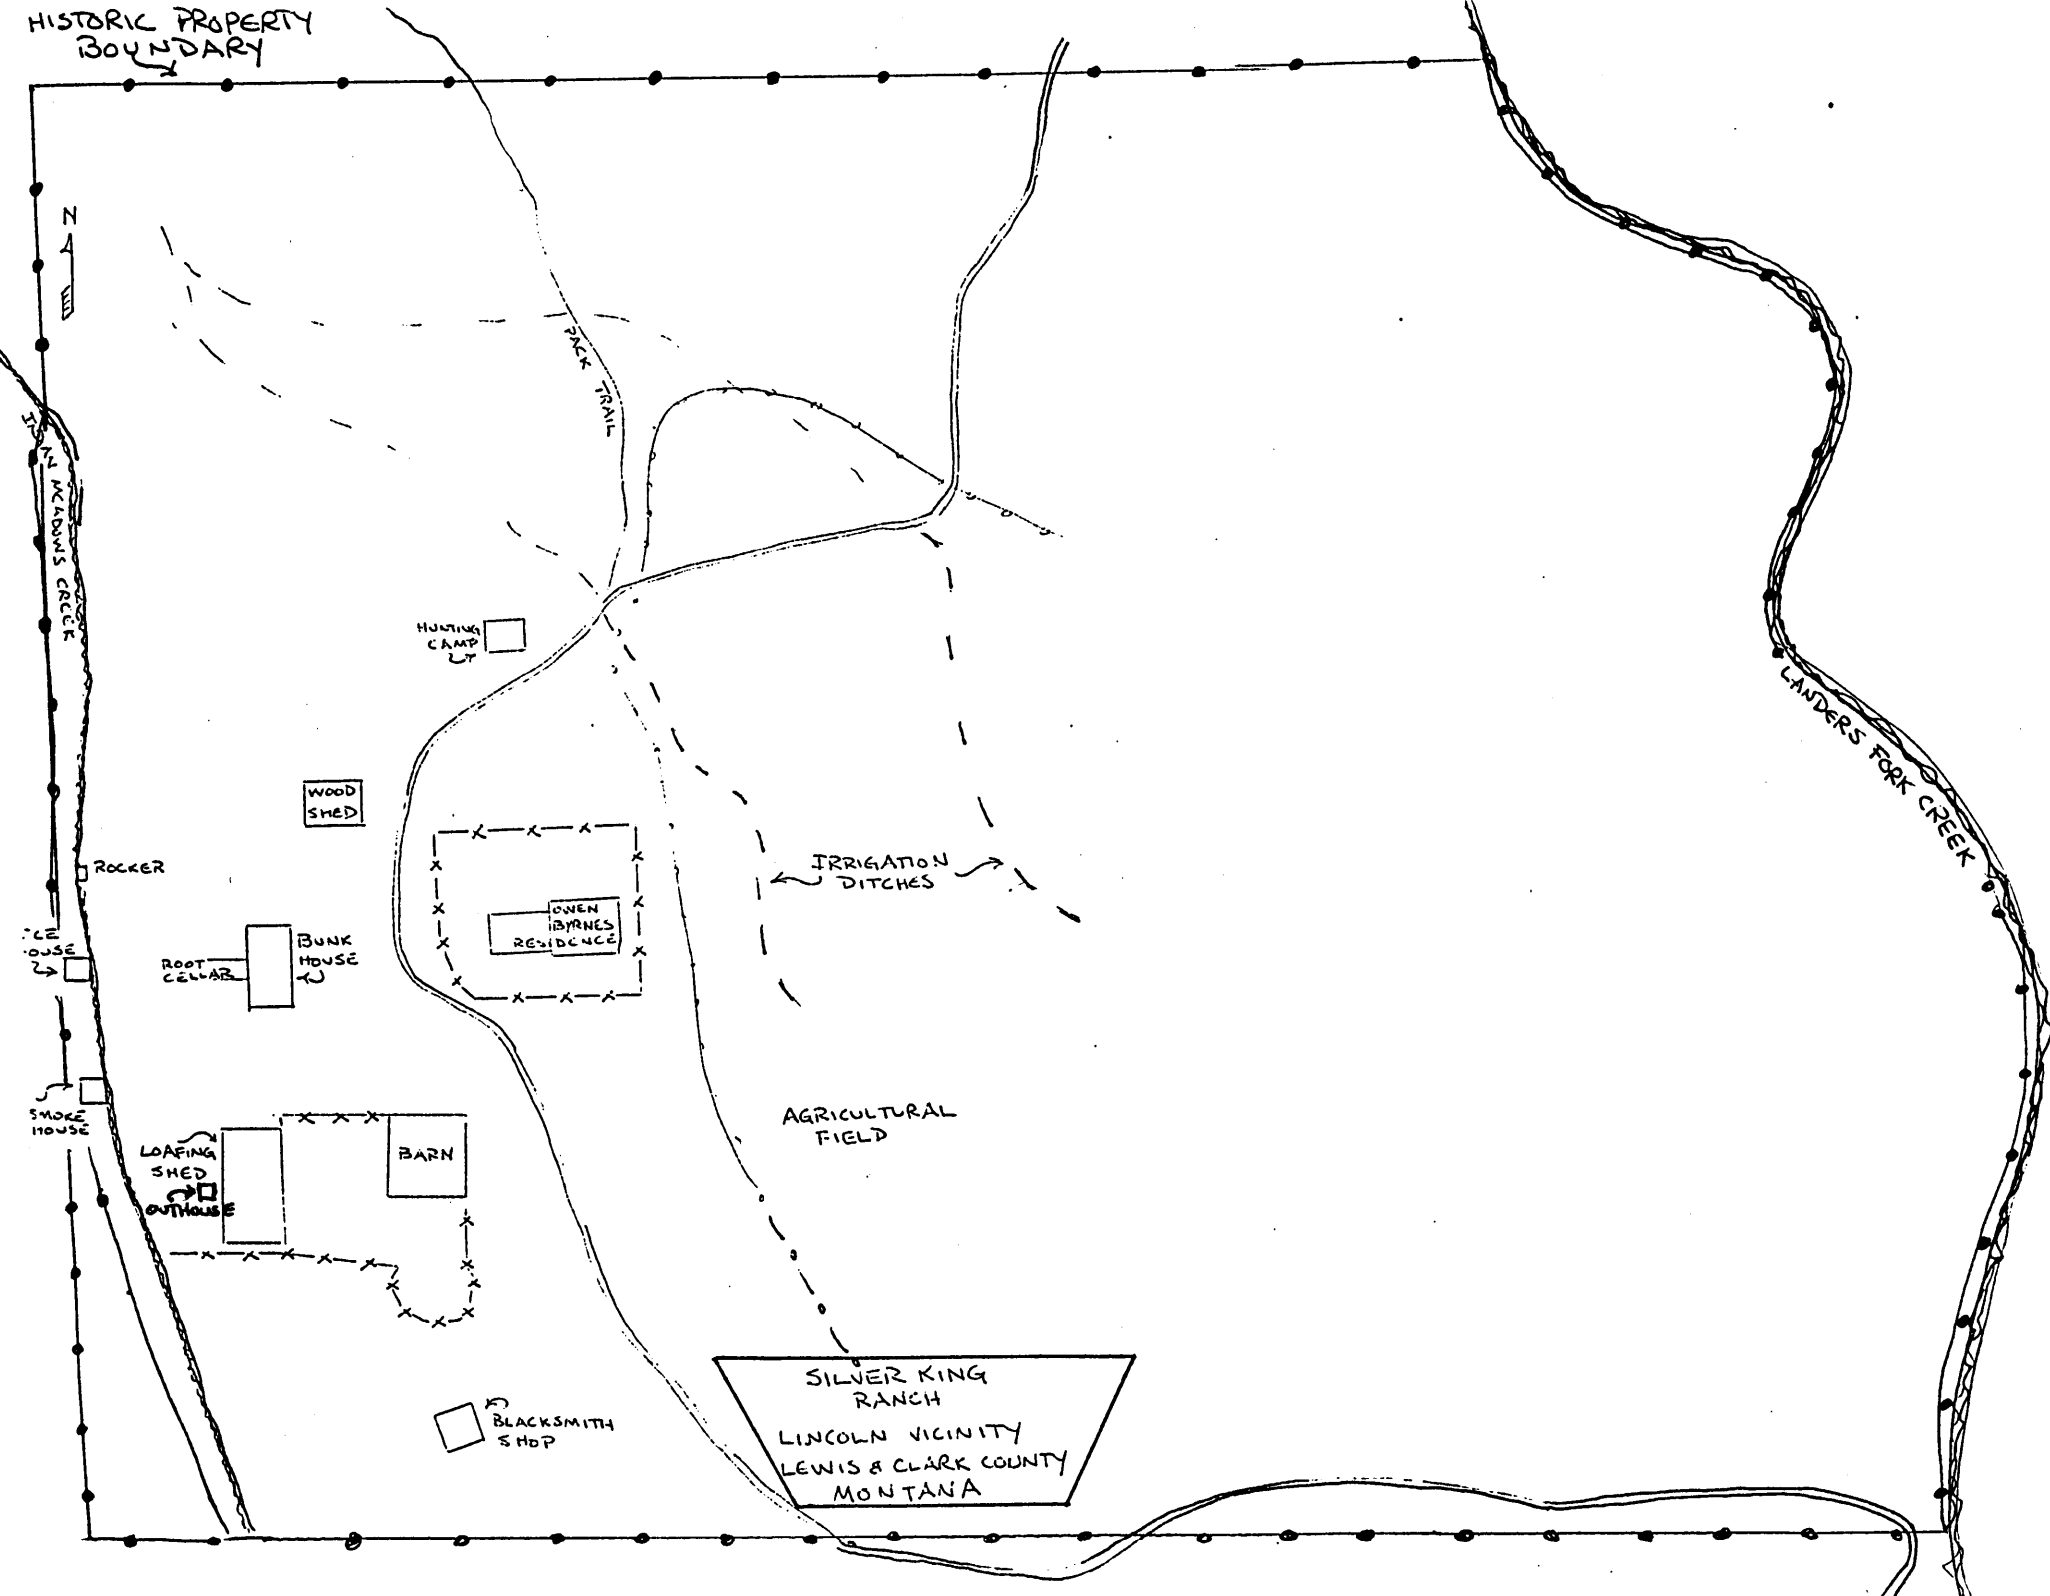 HISTORIC PROPERTY
BOUNDARY
N
PACK TRAIL
MEADOWS CREEK
HUNTING
CAMP
LANDERS FORK CREEK
WOOD
SHED
ROCKER
IRRIGATION
DITCHES
OWEN
BYRNES
RESIDENCE
BUNK
HOUSE
ROOT
CELLAR
SMOKE
HOUSE
LOAFING
SHED
OUTHOUSE
BARN
AGRICULTURAL
FIELD
BLACKSMITH
SHOP
SILVER KING
RANCH
LINCOLN VICINITY
LEWIS & CLARK COUNTY
MONTANA